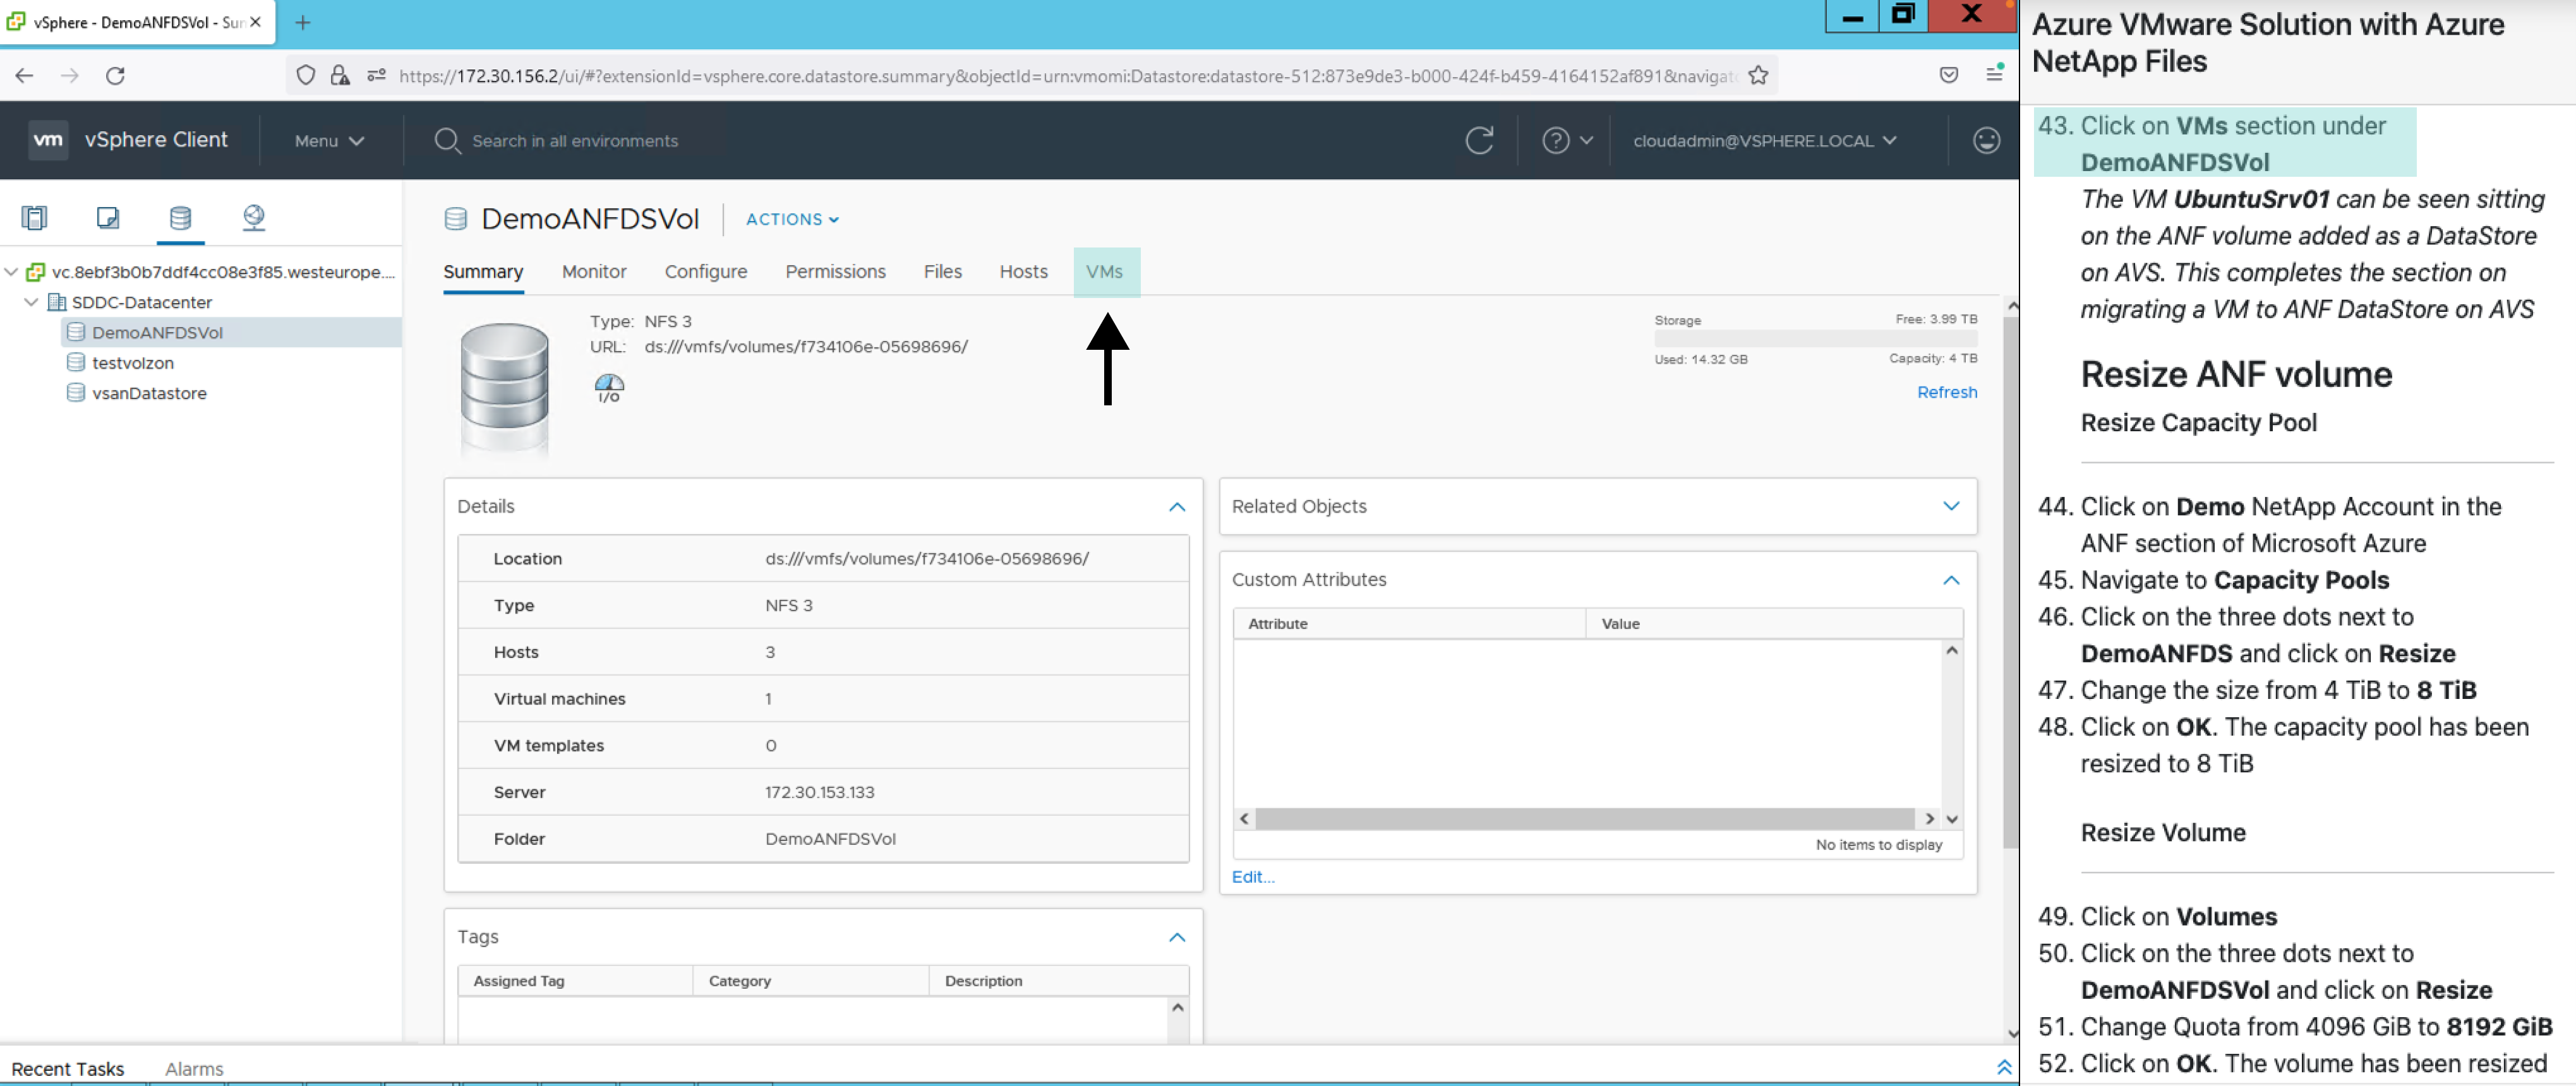 vSphere - DemoANFDSVol - Sun
https://172.30.156.2/ui/#?extensionId=vsphere.core.datastore.summary&objectId=urn:vmomi:Datastore:datastore-512:873e9de3-b000-424f-b459-4164152af891&navigat
vm vSphere Client Menu Search in all environments cloudadmin@VSPHERE.LOCAL
vc.8ebf3b0b7ddf4cc08e3f85.westeurope....
SDDC-Datacenter
DemoANFDSVol
testvolzon
vsanDatastore
DemoANFDSVol ACTIONS
Summary Monitor Configure Permissions Files Hosts VMs
Type: NFS 3
URL: ds:///vmfs/volumes/f734106e-05698696/
I/O
Storage Free: 3.99 TB
Used: 14.32 GB Capacity: 4 TB
Refresh
Details
Location ds:///vmfs/volumes/f734106e-05698696/
Type NFS 3
Hosts 3
Virtual machines 1
VM templates 0
Server 172.30.153.133
Folder DemoANFDSVol
Related Objects
Custom Attributes
Attribute Value
No items to display
Edit...
Tags
Assigned Tag Category Description
Recent Tasks Alarms
Azure VMware Solution with Azure
NetApp Files
43. Click on VMs section under
DemoANFDSVol
The VM UbuntuSrv01 can be seen sitting
on the ANF volume added as a DataStore
on AVS. This completes the section on
migrating a VM to ANF DataStore on AVS
Resize ANF volume
Resize Capacity Pool
44. Click on Demo NetApp Account in the
ANF section of Microsoft Azure
45. Navigate to Capacity Pools
46. Click on the three dots next to
DemoANFDS and click on Resize
47. Change the size from 4 TiB to 8 TiB
48. Click on OK. The capacity pool has been
resized to 8 TiB
Resize Volume
49. Click on Volumes
50. Click on the three dots next to
DemoANFDSVol and click on Resize
51. Change Quota from 4096 GiB to 8192 GiB
52. Click on OK. The volume has been resized